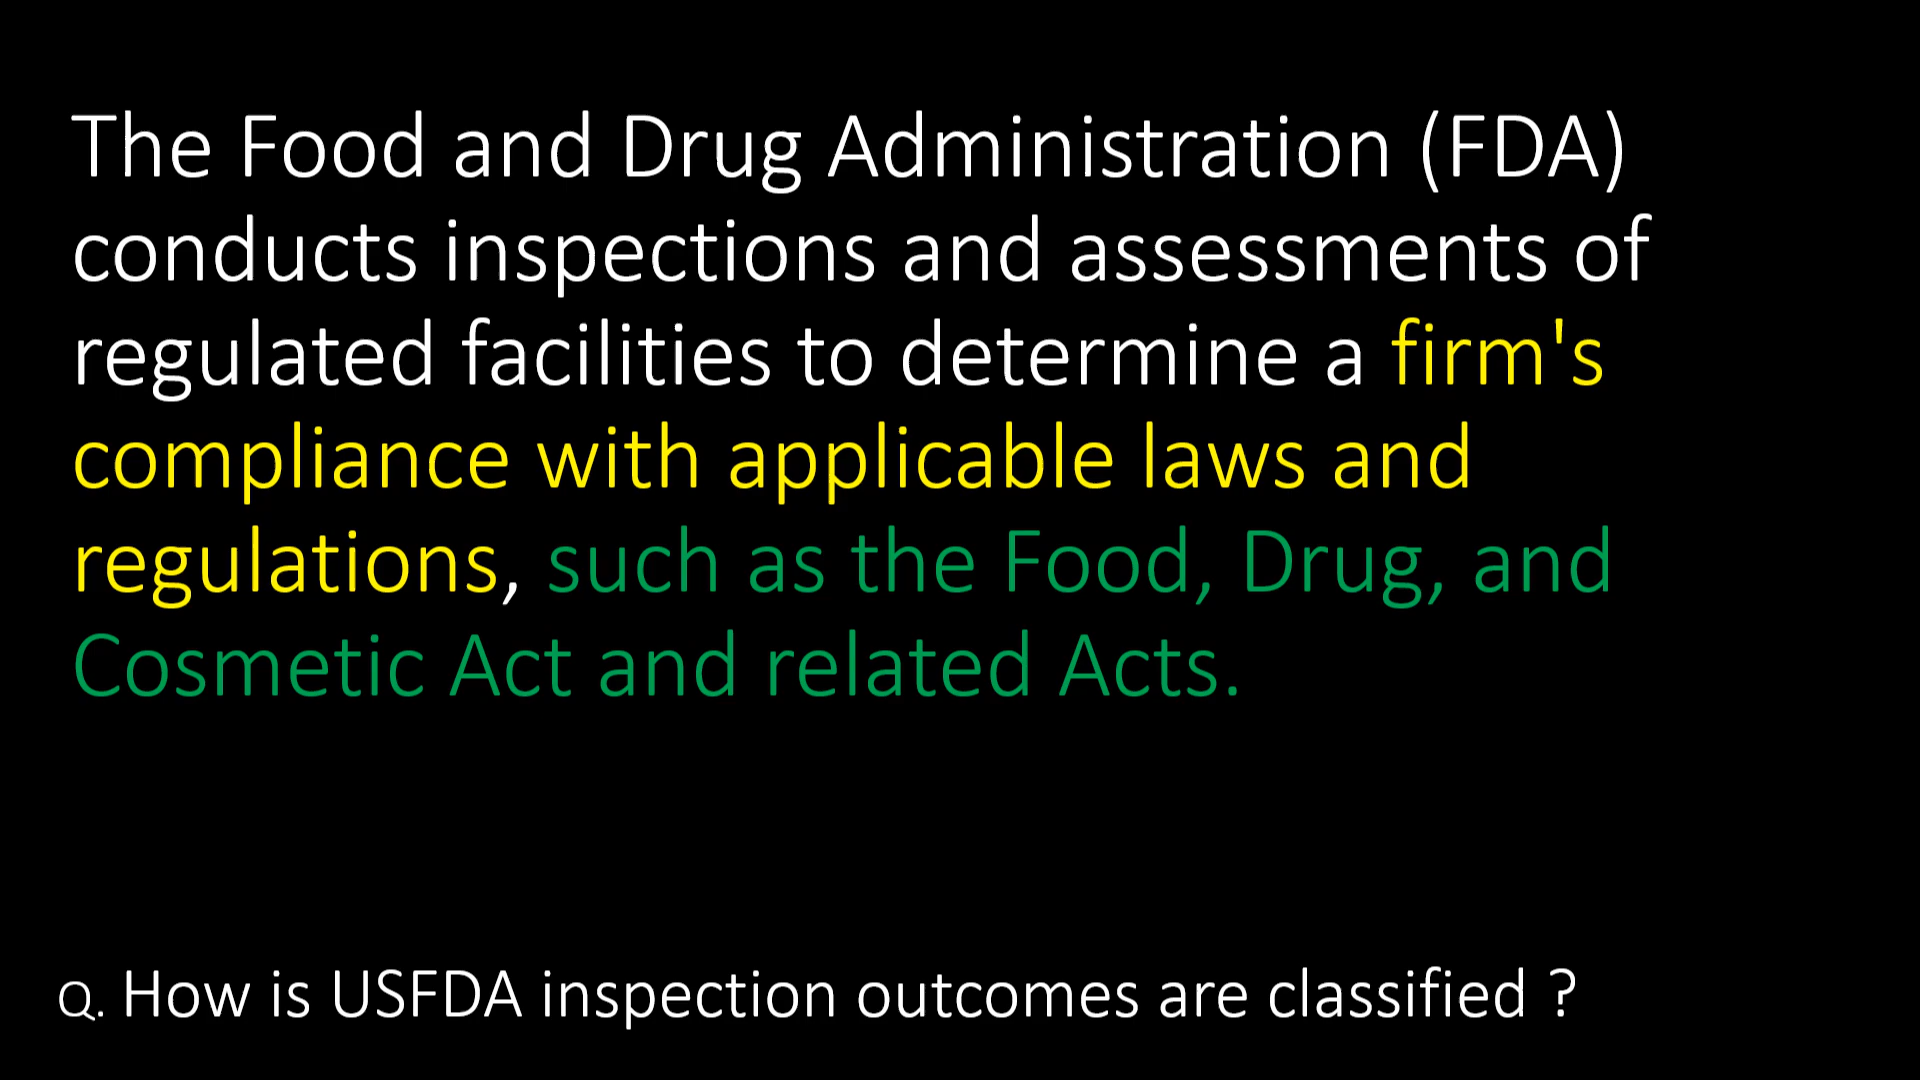 The Food and Drug Administration (FDA)
conducts inspections and assessments of
regulated facilities to determine a firm's
compliance with applicable laws and
regulations, such as the Food, Drug, and
Cosmetic Act and related Acts.
Q. How is USFDA inspection outcomes are classified ?